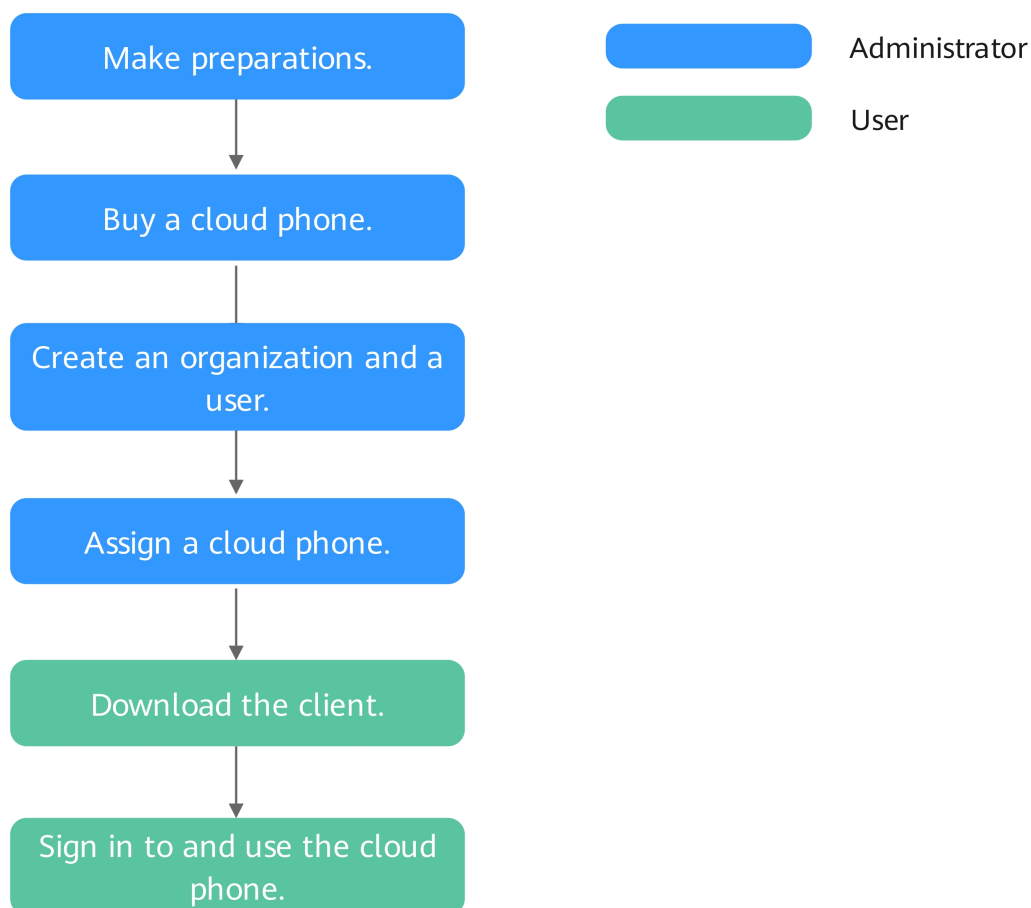 Make preparations.
Administrator
User
Buy a cloud phone.
Create an organization and a
user.
Assign a cloud phone.
Download the client.
Sign in to and use the cloud
phone.